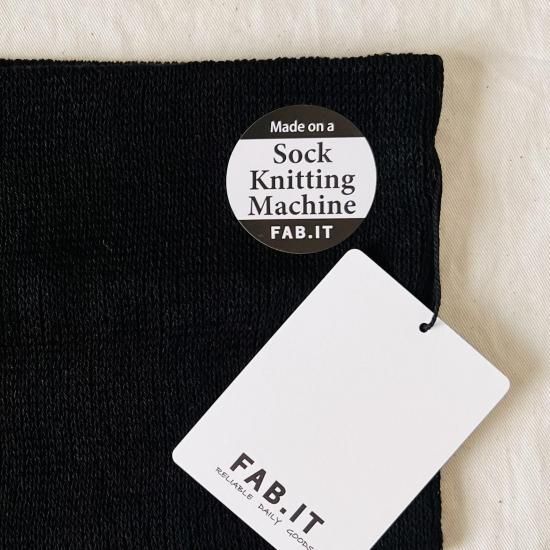 Made on a
Sock
Knitting
Machine
FAB.IT
FAB.IT
RELIABLE DAILY GOODS